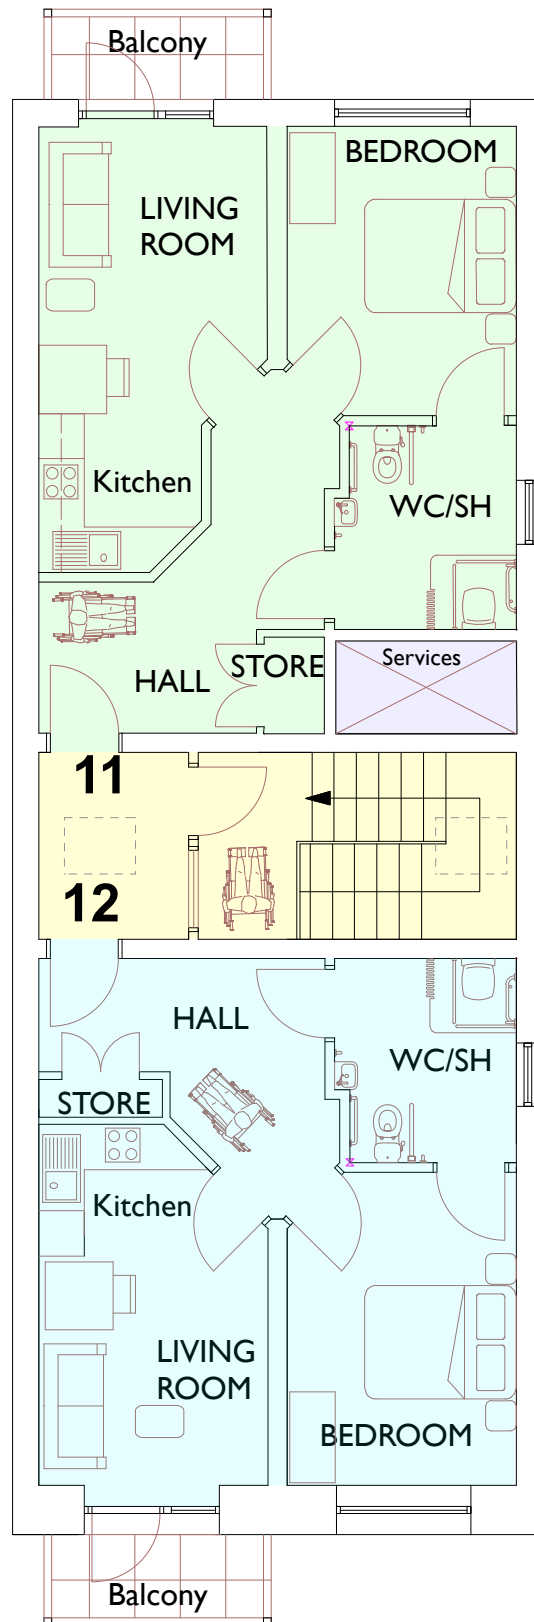 Balcony
BEDROOM
LIVING
ROOM
Kitchen
WC/SH
HALL
STORE
Services
11
12
HALL
WC/SH
STORE
Kitchen
LIVING
ROOM
BEDROOM
Balcony